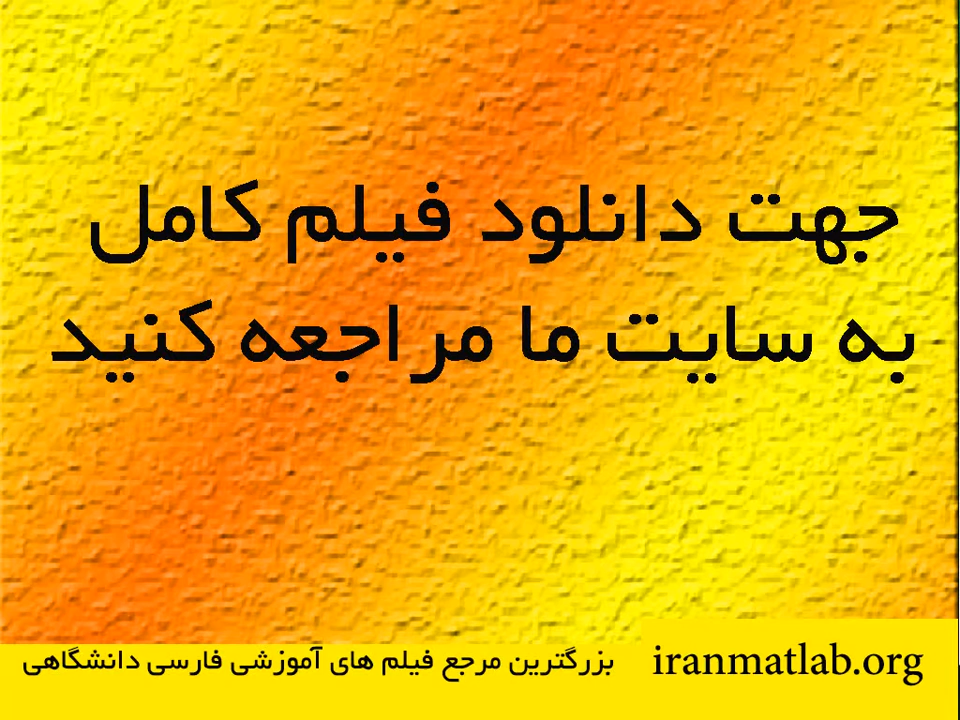 جهت دانلود فیلم کامل
به سایت ما مراجعه کنید
بزرگترین مرجع فیلم های آموزشی فارسی دانشگاهی iranmatlab.org